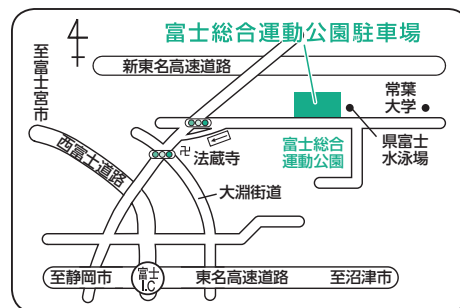 富士総合運動公園駐車場
至富士宮市
新東名高速道路
常葉
大学
県富士
水泳場
富士総合
運動公園
卍 法蔵寺
西富士道路
大淵街道
至静岡市
富士
I.C
東名高速道路
至沼津市